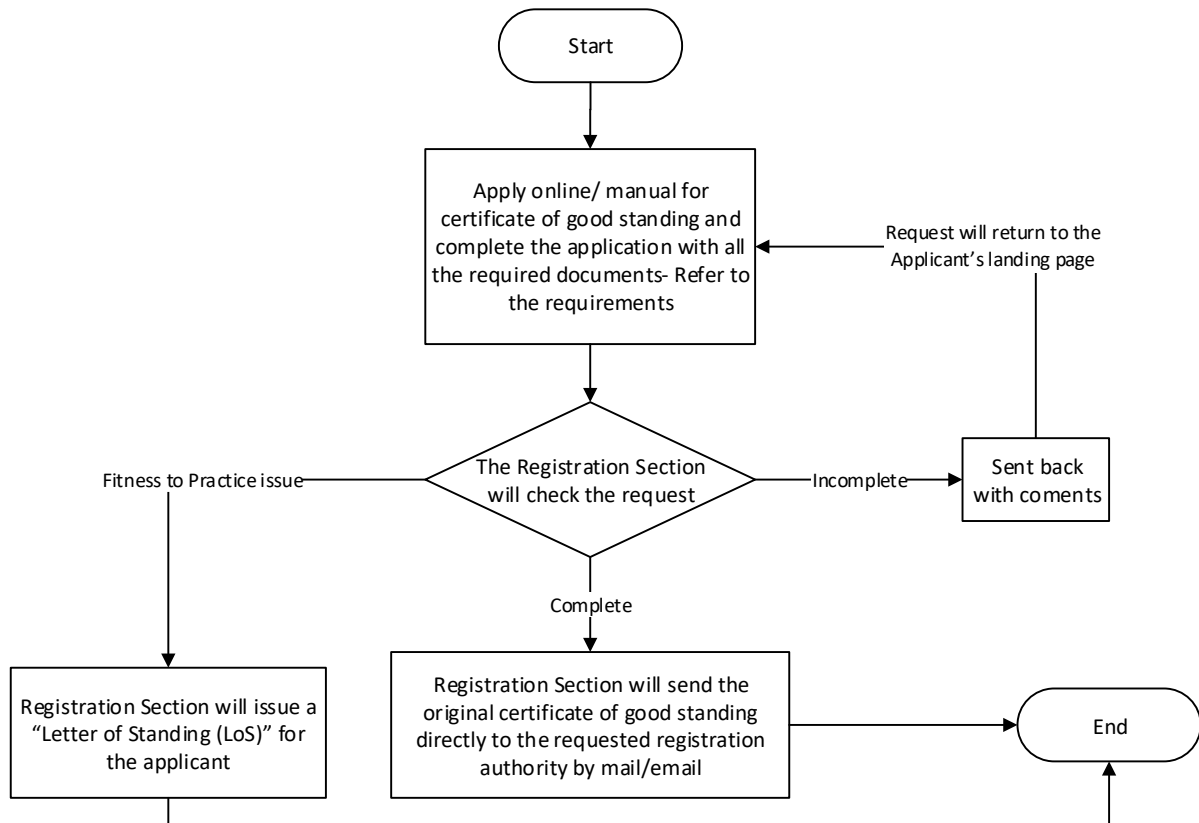 Start
Apply online/ manual for
certificate of good standing and
complete the application with all
the required documents- Refer to
the requirements
Request will return to the
Applicant’s landing page
Fitness to Practice issue
The Registration Section
will check the request
Incomplete
Sent back
with coments
Complete
Registration Section will issue a
“Letter of Standing (LoS)” for
the applicant
Registration Section will send the
original certificate of good standing
directly to the requested registration
authority by mail/email
End